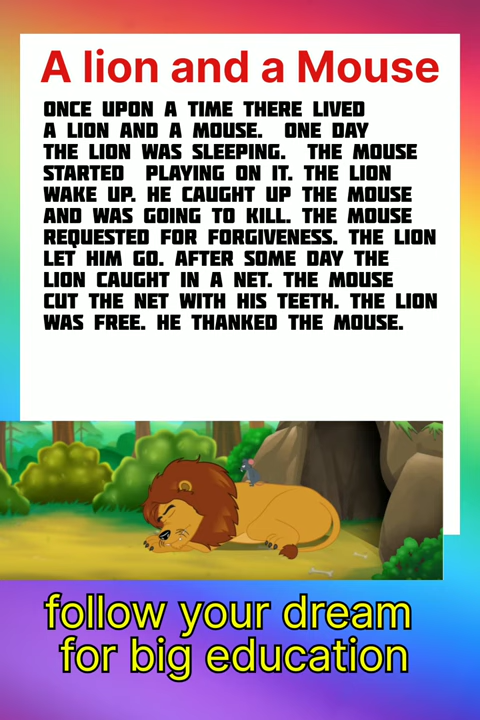 A lion and a Mouse
ONCE UPON A TIME THERE LIVED
A LION AND A MOUSE. ONE DAY
THE LION WAS SLEEPING. THE MOUSE
STARTED PLAYING ON IT. THE LION
WAKE UP. HE CAUGHT UP THE MOUSE
AND WAS GOING TO KILL. THE MOUSE
REQUESTED FOR FORGIVENESS. THE LION
LET HIM GO. AFTER SOME DAY THE
LION CAUGHT IN A NET. THE MOUSE
CUT THE NET WITH HIS TEETH. THE LION
WAS FREE. HE THANKED THE MOUSE.
follow your dream
for big education